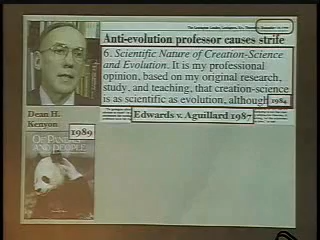 Anti-evolution professor causes strife
6. Scientific Nature of Creation-Science
and Evolution. It is my professional
opinion, based on my original research,
study, and teaching, that creation-science
is as scientific as evolution, although
1984
Dean H.
Kenyon
Edwards v. Aguillard 1987
1989
OF PANDAS
AND PEOPLE